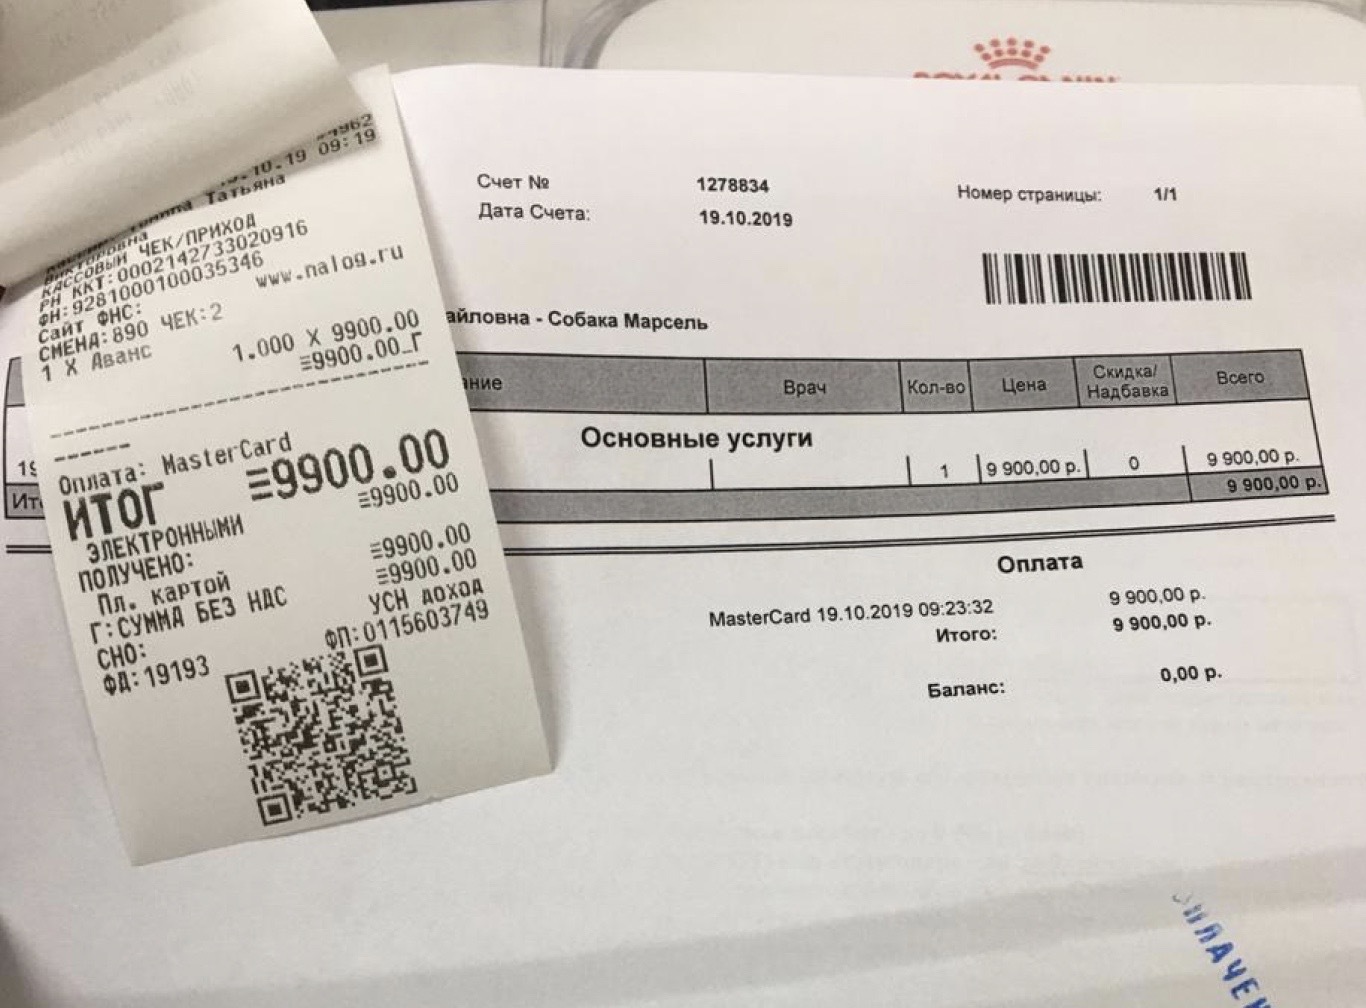 ROYAL CANIN
Счет № 1278834
Дата Счета: 19.10.2019
Номер страницы: 1/1
айловна - Собака Марсель
ние Врач Кол-во Цена Скидка/Надбавка Всего
Основные услуги
19 1 9 900,00 р. 0 9 900,00 р.
Ит 9 900,00 р.
Оплата
MasterCard 19.10.2019 09:23:32 9 900,00 р.
Итого: 9 900,00 р.
Баланс: 0,00 р.
.10.19 09:19
Татьяна
Викторовна
КАССОВЫЙ ЧЕК/ПРИХОД
РН ККТ:0002142733020916
ФН:9281000100035346
Сайт ФНС: www.nalog.ru
СМЕНА:890 ЧЕК:2
1 X Аванс
1.000 X 9900.00
≡9900.00_Г
Оплата: MasterCard
ИТОГ ≡9900.00
ЭЛЕКТРОННЫМИ ≡9900.00
ПОЛУЧЕНО:
Пл. картой ≡9900.00
Г:СУММА БЕЗ НДС ≡9900.00
СНО: УСН ДОХОД
ФД:19193 ФП:0115603749